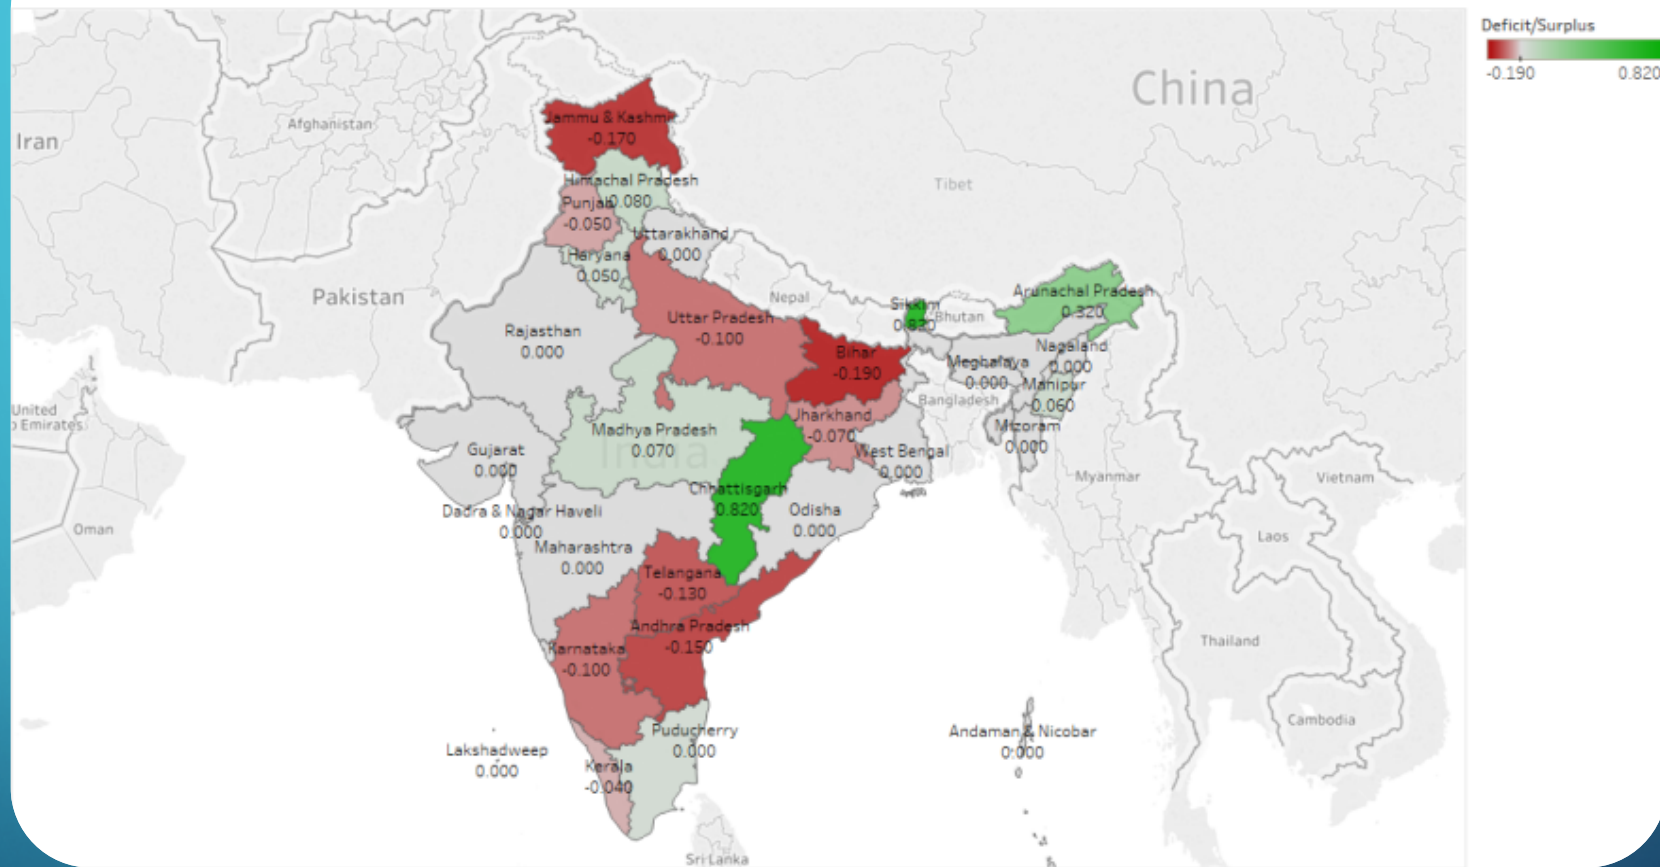 Deficit/Surplus
-0.190
0.820
China
Iran
Afghanistan
Jammu & Kashmir
-0.170
Himachal Pradesh
0.080
Punjab
-0.050
Tibet
Uttarakhand
0.000
Haryana
0.050
Pakistan
Nepal
Sikkim
Bhutan
Arunachal Pradesh
0.320
Uttar Pradesh
-0.100
Rajasthan
0.000
Bihar
-0.190
Nagaland
0.000
Meghalaya
0.000
Manipur
0.060
Bangladesh
United
Emirates
Jharkhand
-0.070
Mizoram
0.000
Madhya Pradesh
0.070
India
Gujarat
0.000
West Bengal
0.000
Myanmar
Vietnam
Chhattisgarh
0.820
Dadra & Nagar Haveli
0.000
Odisha
0.000
Oman
Laos
Maharashtra
0.000
Telangana
-0.130
Andhra Pradesh
-0.150
Karnataka
-0.100
Thailand
Cambodia
Puducherry
0.000
Andaman & Nicobar
0.000
Lakshadweep
0.000
Kerala
-0.040
Sri Lanka